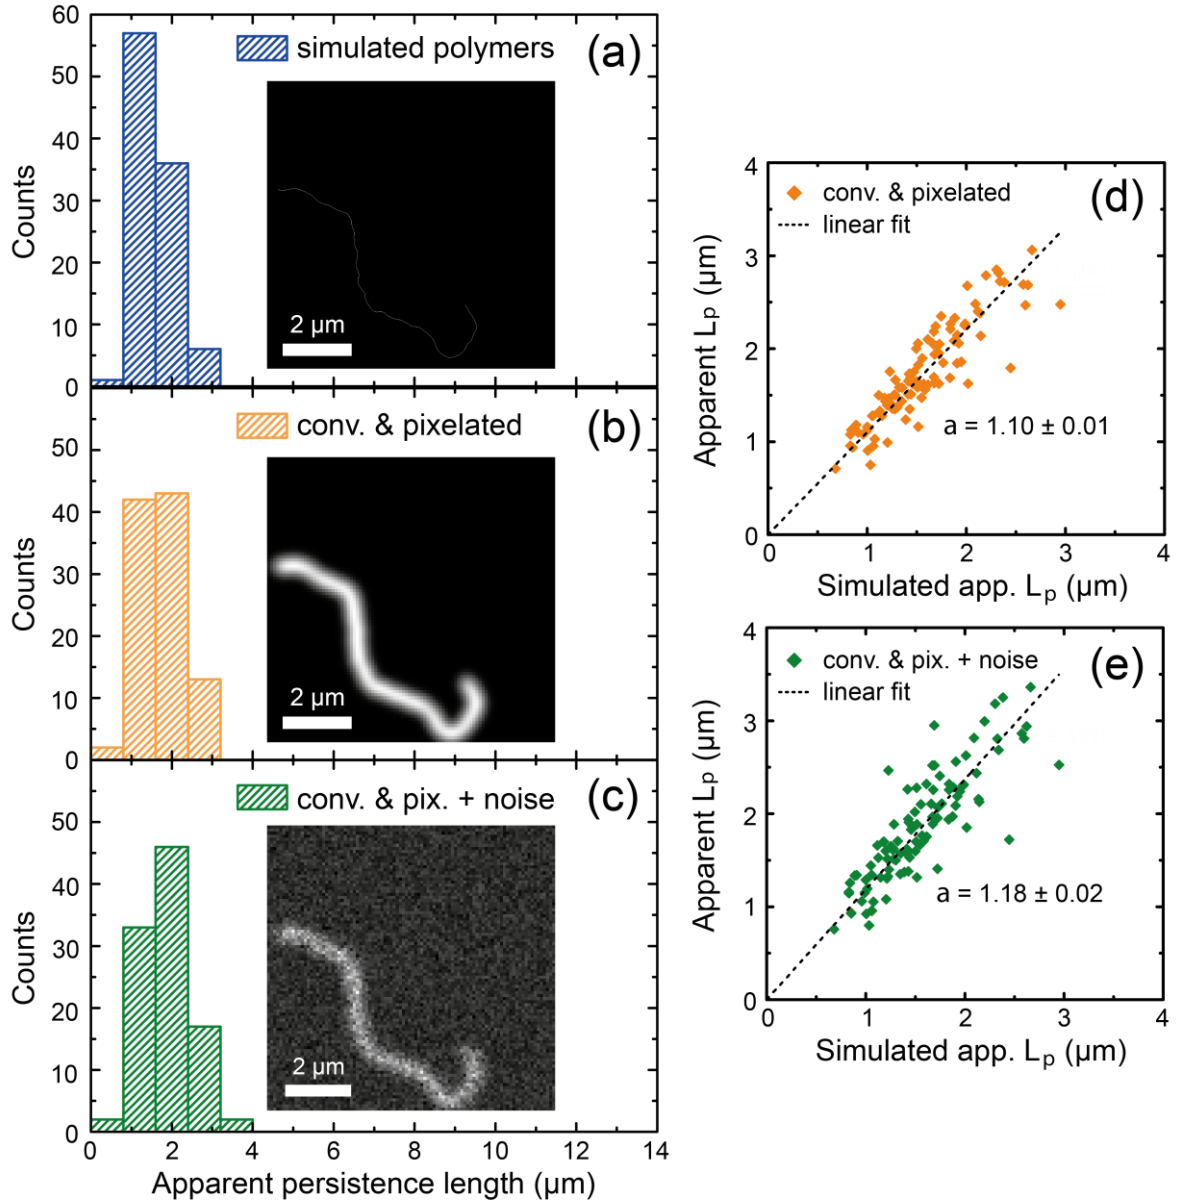 60
50
40
30
20
10
0
Counts
simulated polymers
(a)
2 µm
50
40
30
20
10
0
Counts
conv. & pixelated
(b)
2 µm
50
40
30
20
10
0
Counts
conv. & pix. + noise
(c)
2 µm
0 2 4 6 8 10 12 14
Apparent persistence length (µm)
4
3
2
1
0
Apparent Lp (µm)
conv. & pixelated
linear fit
(d)
a = 1.10 ± 0.01
0 1 2 3 4
Simulated app. Lp (µm)
4
3
2
1
0
Apparent Lp (µm)
conv. & pix. + noise
linear fit
(e)
a = 1.18 ± 0.02
0 1 2 3 4
Simulated app. Lp (µm)